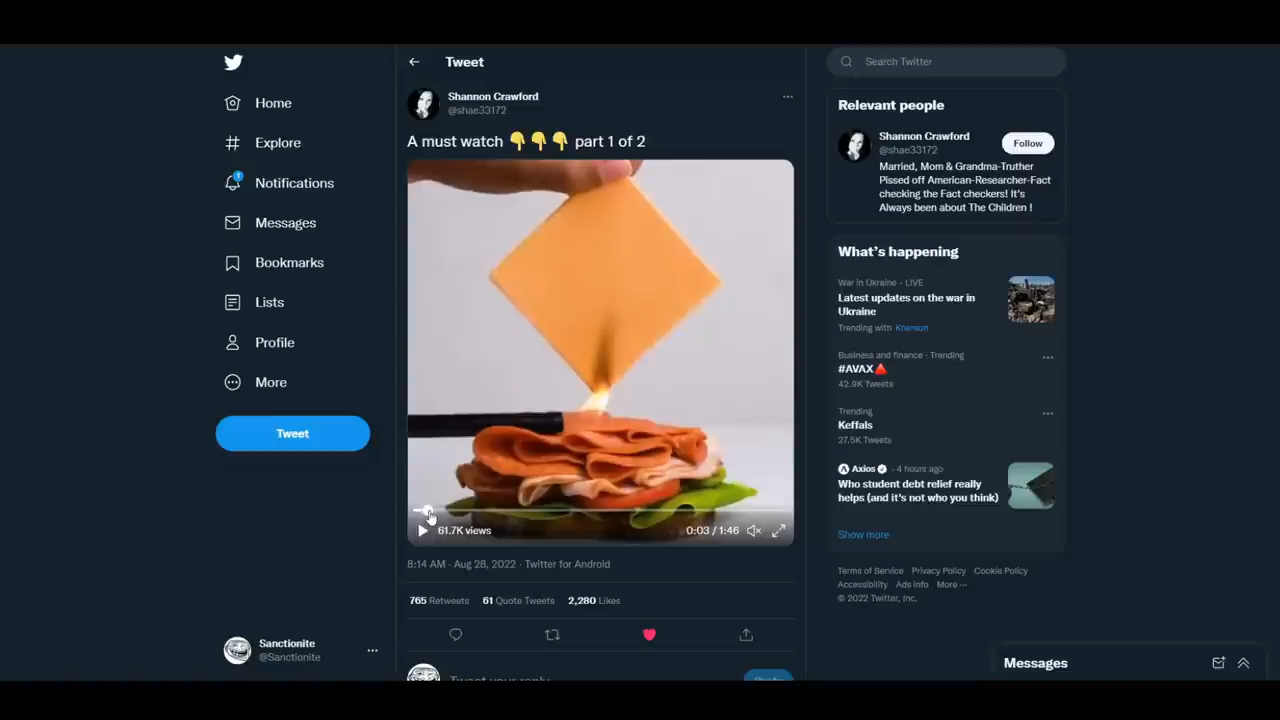 Home
Explore
1
Notifications
Messages
Bookmarks
Lists
Profile
More
Tweet
Sanctionite
@Sanctionite
Tweet
Shannon Crawford
@shae33172
A must watch 👇👇👇 part 1 of 2
61.7K views
0:03 / 1:46
8:14 AM · Aug 28, 2022 · Twitter for Android
765 Retweets 61 Quote Tweets 2,280 Likes
Search Twitter
Relevant people
Shannon Crawford
@shae33172
Follow
Married, Mom & Grandma-Truther
Pissed off American-Researcher-Fact
checking the Fact checkers! It's
Always been about The Children !
What's happening
War in Ukraine · LIVE
Latest updates on the war in
Ukraine
Trending with Kherson
Business and finance · Trending
#AVAX🔺
42.9K Tweets
Trending
Keffals
27.5K Tweets
Axios · 4 hours ago
Who student debt relief really
helps (and it's not who you think)
Show more
Terms of Service Privacy Policy Cookie Policy
Accessibility Ads info More ···
© 2022 Twitter, Inc.
Messages